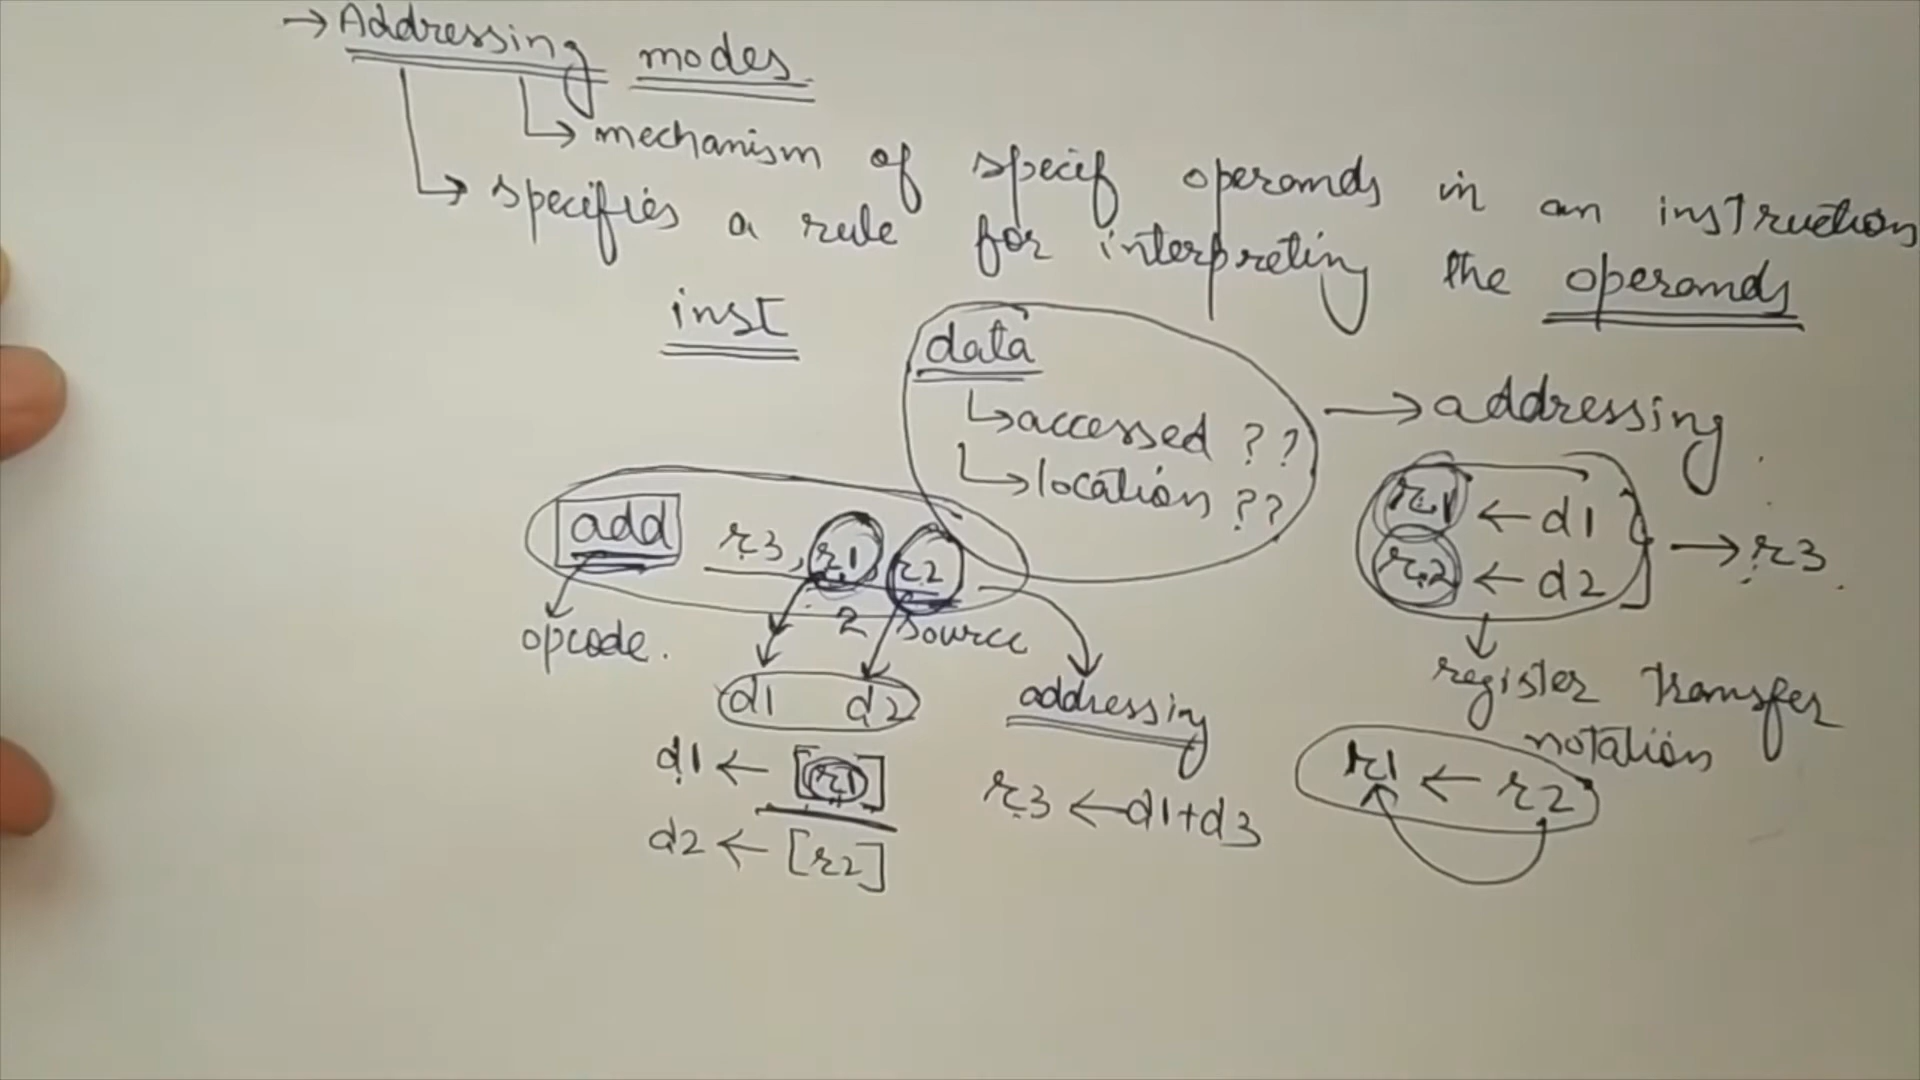 → Addressing modes
↳ mechanism of specif operands in an instruction
↳ specifies a rule for interpreting the operands
inst
data
↳ accessed ??
↳ location ??
→ addressing
add r3, r1, r2
opcode.
2 source
d1 d2
d1 ← [r1]
d2 ← [r2]
addressing
r3 ← d1+d3
r1 ← d1
r2 ← d2
→ r3
register transfer
notation
r1 ← r2